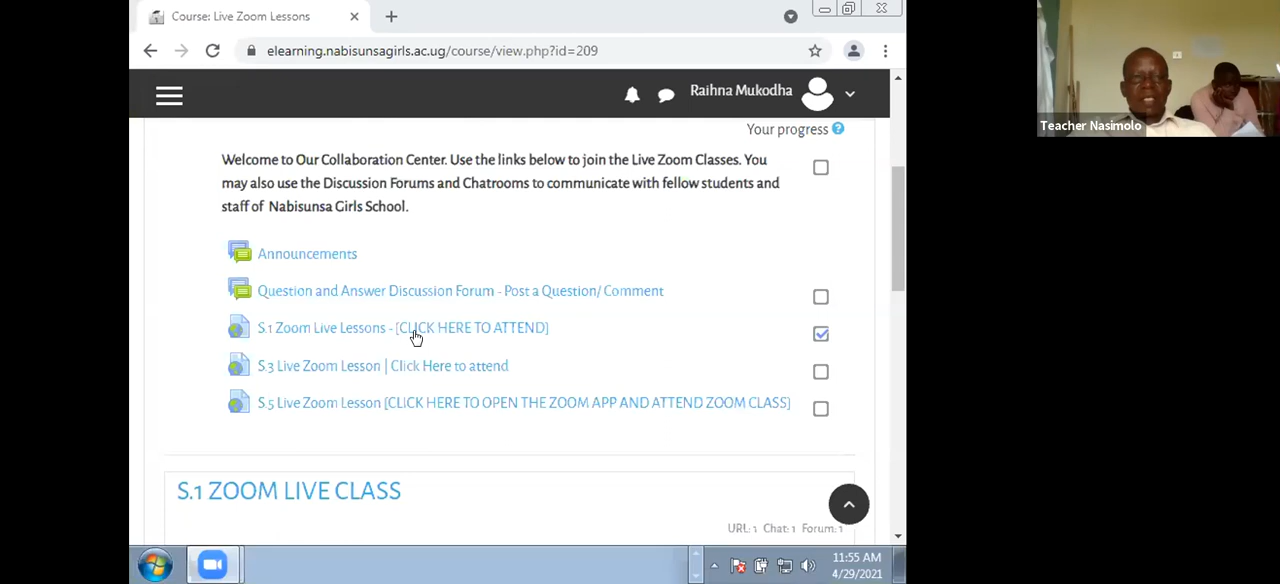 Course: Live Zoom Lessons
elearning.nabisunsagirls.ac.ug/course/view.php?id=209
Raihna Mukodha
Your progress
Welcome to Our Collaboration Center. Use the links below to join the Live Zoom Classes. You
may also use the Discussion Forums and Chatrooms to communicate with fellow students and
staff of Nabisunsa Girls School.
Announcements
Question and Answer Discussion Forum - Post a Question/ Comment
S.1 Zoom Live Lessons - [CLICK HERE TO ATTEND]
S.3 Live Zoom Lesson | Click Here to attend
S.5 Live Zoom Lesson [CLICK HERE TO OPEN THE ZOOM APP AND ATTEND ZOOM CLASS]
S.1 ZOOM LIVE CLASS
URL: 1 Chat: 1 Forum: 1
11:55 AM
4/29/2021
Teacher Nasimolo